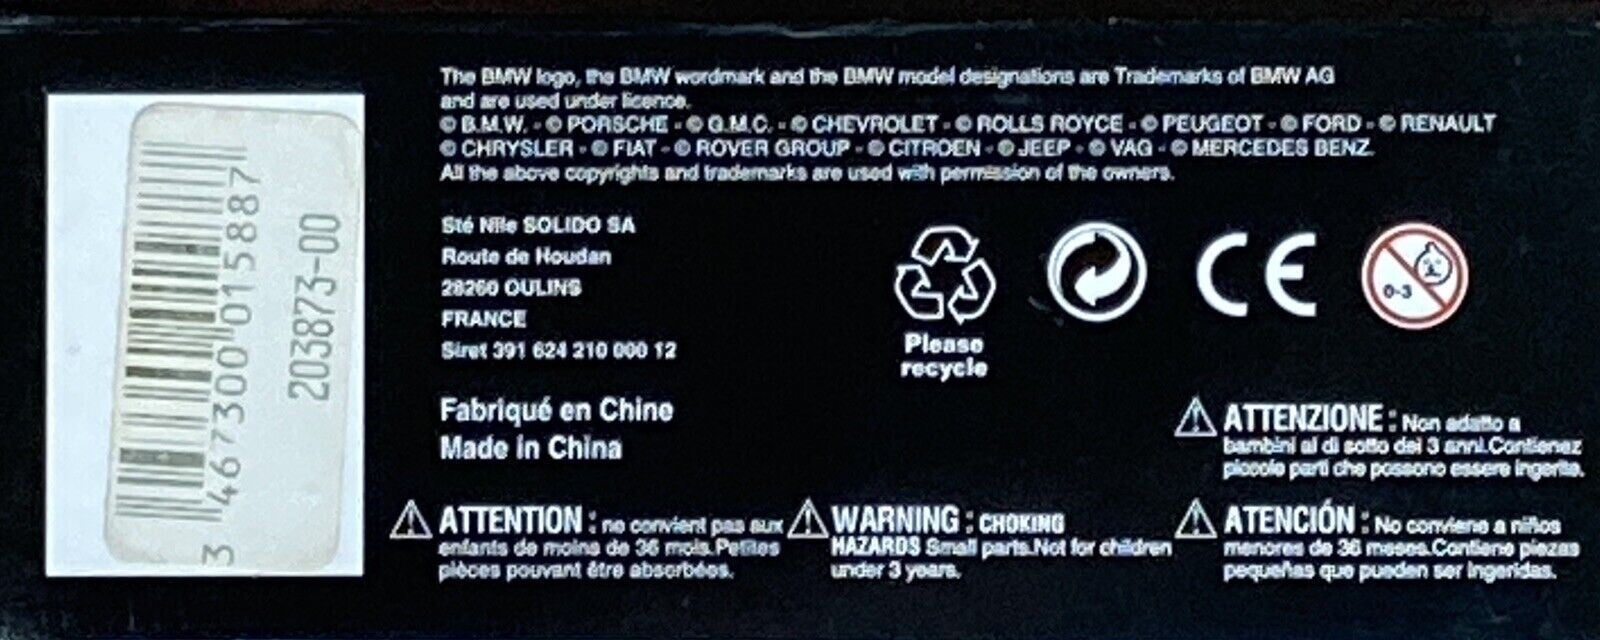 The BMW logo, the BMW wordmark and the BMW model designations are Trademarks of BMW AG
and are used under licence.
© B.M.W. - © PORSCHE - © G.M.C. - © CHEVROLET - © ROLLS ROYCE - © PEUGEOT - © FORD - © RENAULT
© CHRYSLER - © FIAT - © ROVER GROUP - © CITROEN - © JEEP - © VAG - © MERCEDES BENZ.
All the above copyrights and trademarks are used with permission of the owners.
3 467300 015887
203873-00
Sté Nlle SOLIDO SA
Route de Houdan
28260 OULINS
FRANCE
Siret 391 624 210 000 12
Please
recycle
CE
0-3
Fabriqué en Chine
Made in China
ATTENZIONE : Non adatto a
bambini al di sotto dei 3 anni.Contienez
piccole parti che possono essere ingerite.
ATTENTION : ne convient pas aux
enfants de moins de 36 mois.Petites
pièces pouvant être absorbées.
WARNING : CHOKING
HAZARDS Small parts.Not for children
under 3 years.
ATENCIÓN : No conviene a niños
menores de 36 meses.Contiene piezas
pequeñas que pueden ser ingeridas.